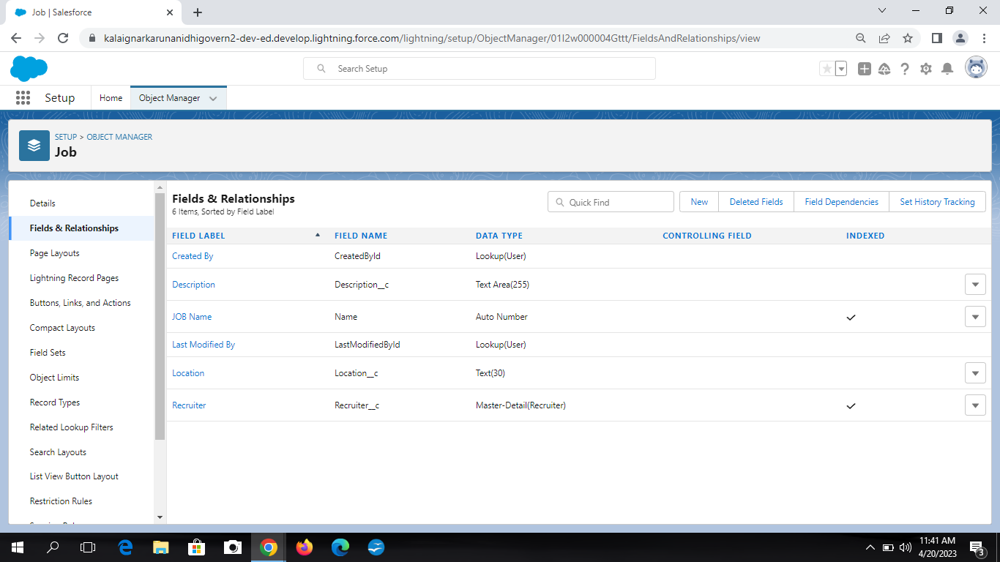 Job | Salesforce
kalaignarkarunanidhigovern2-dev-ed.develop.lightning.force.com/lightning/setup/ObjectManager/01I2w000004Gttt/FieldsAndRelationships/view
Search Setup
Setup
Home
Object Manager
SETUP > OBJECT MANAGER
Job
Details
Fields & Relationships
Page Layouts
Lightning Record Pages
Buttons, Links, and Actions
Compact Layouts
Field Sets
Object Limits
Record Types
Related Lookup Filters
Search Layouts
List View Button Layout
Restriction Rules
Fields & Relationships
6 Items, Sorted by Field Label
Quick Find
New
Deleted Fields
Field Dependencies
Set History Tracking
FIELD LABEL FIELD NAME DATA TYPE CONTROLLING FIELD INDEXED
Created By CreatedById Lookup(User)
Description Description__c Text Area(255)
JOB Name Name Auto Number
Last Modified By LastModifiedById Lookup(User)
Location Location__c Text(30)
Recruiter Recruiter__c Master-Detail(Recruiter)
11:41 AM
4/20/2023
3